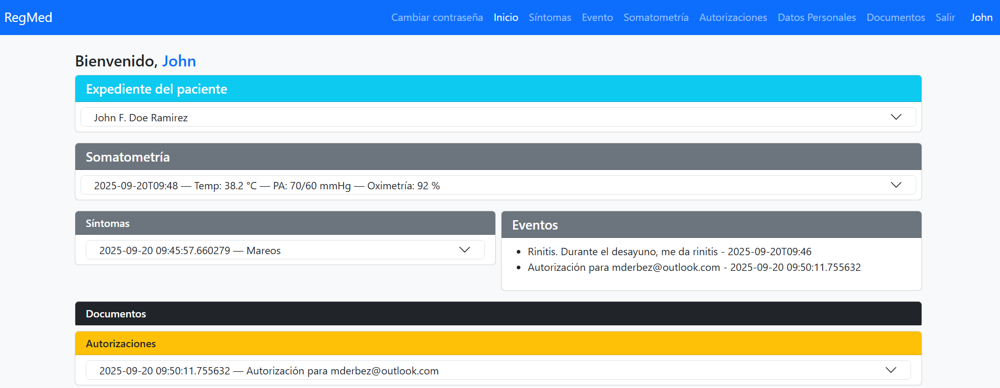 RegMed
Cambiar contraseña Inicio Síntomas Evento Somatometría Autorizaciones Datos Personales Documentos Salir John
Bienvenido, John
Expediente del paciente
John F. Doe Ramirez
Somatometría
2025-09-20T09:48 — Temp: 38.2 °C — PA: 70/60 mmHg — Oximetría: 92 %
Síntomas
2025-09-20 09:45:57.660279 — Mareos
Eventos
Rinitis. Durante el desayuno, me da rinitis - 2025-09-20T09:46
Autorización para mderbez@outlook.com - 2025-09-20 09:50:11.755632
Documentos
Autorizaciones
2025-09-20 09:50:11.755632 — Autorización para mderbez@outlook.com